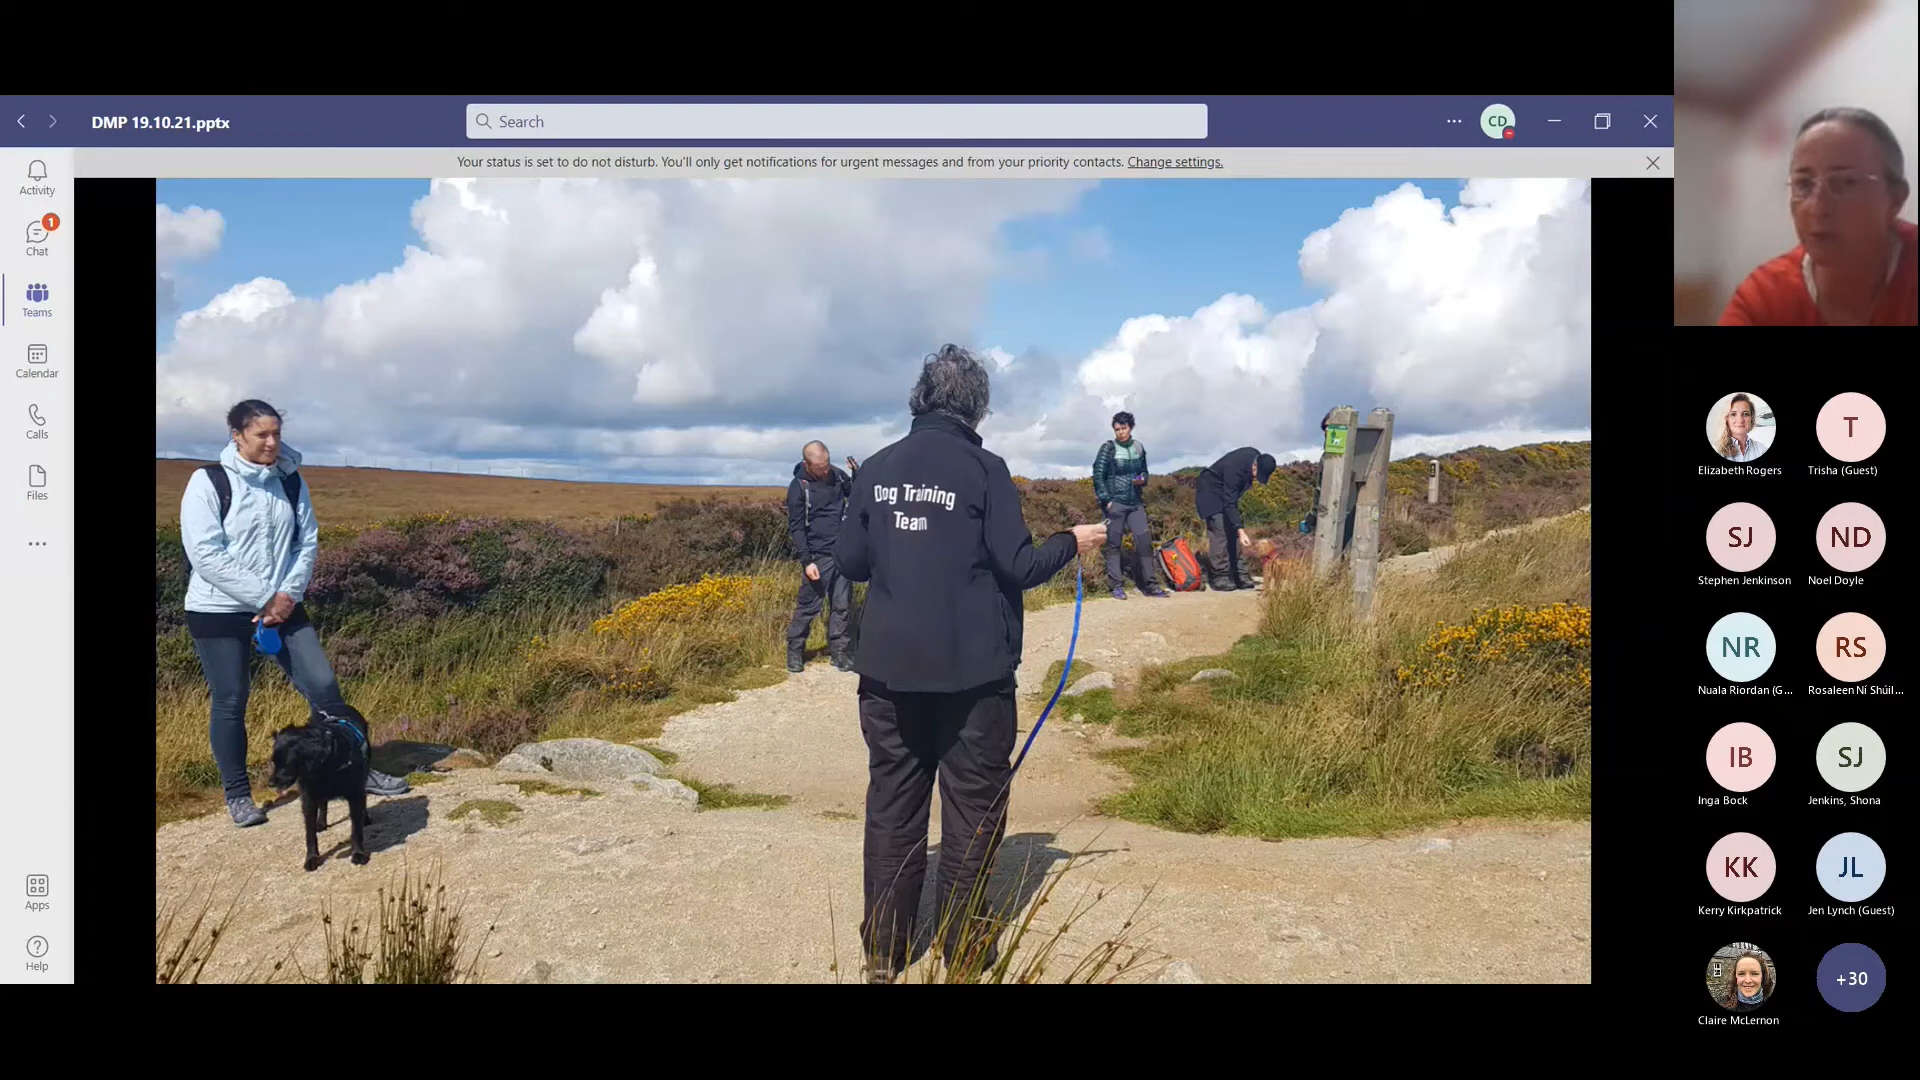 DMP 19.10.21.pptx
Search
CD
Your status is set to do not disturb. You'll only get notifications for urgent messages and from your priority contacts. Change settings.
Activity
1
Chat
Teams
Calendar
Calls
Files
Apps
Help
Dog Training
Team
Elizabeth Rogers
T
Trisha (Guest)
SJ
Stephen Jenkinson
ND
Noel Doyle
NR
Nuala Riordan (G...
RS
Rosaleen Ní Shúil...
IB
Inga Bock
SJ
Jenkins, Shona
KK
Kerry Kirkpatrick
JL
Jen Lynch (Guest)
Claire McLernon
+30